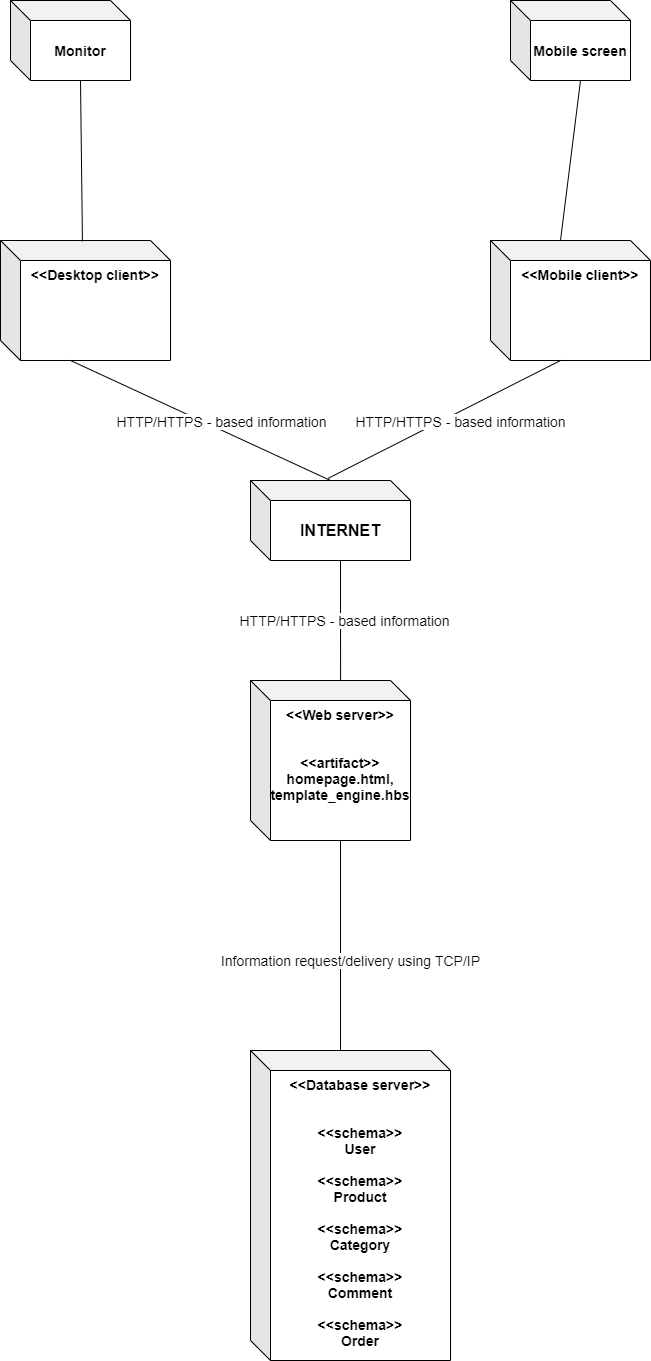 Monitor
Mobile screen
<<Desktop client>>
<<Mobile client>>
HTTP/HTTPS - based information
HTTP/HTTPS - based information
INTERNET
HTTP/HTTPS - based information
<<Web server>>
<<artifact>>
homepage.html,
template_engine.hbs
Information request/delivery using TCP/IP
<<Database server>>
<<schema>>
User
<<schema>>
Product
<<schema>>
Category
<<schema>>
Comment
<<schema>>
Order